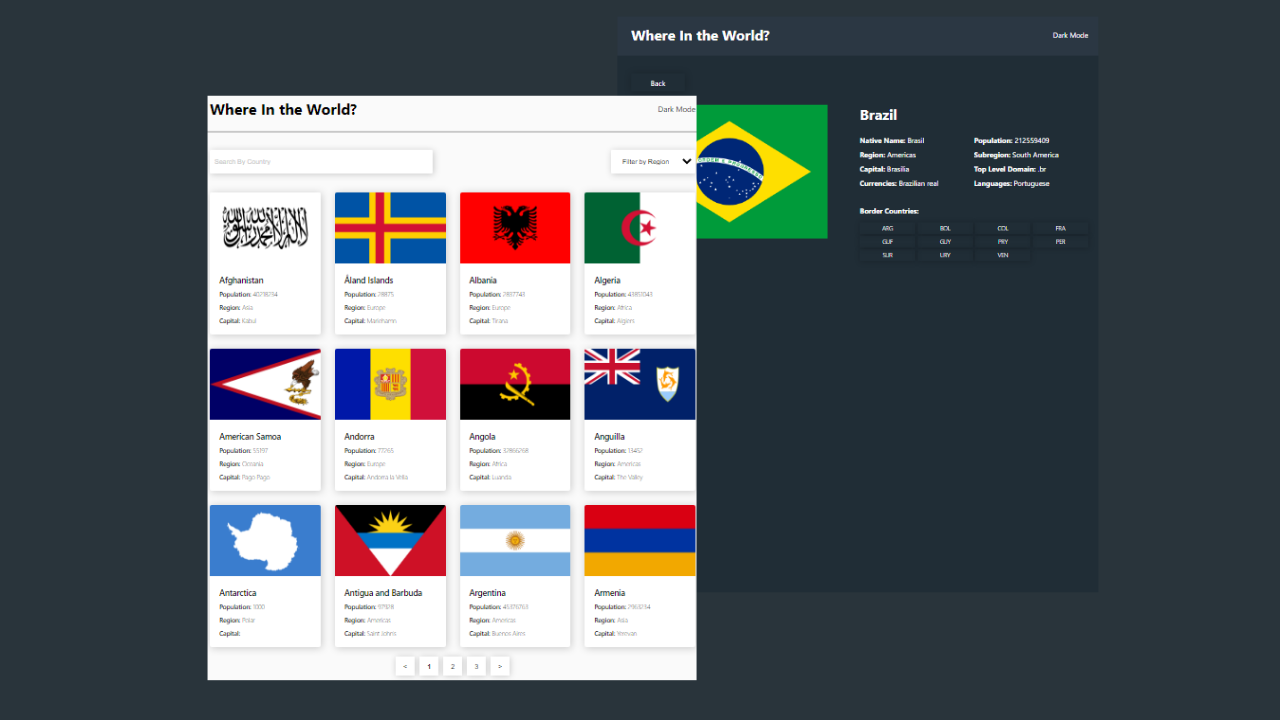 Where In the World?
Dark Mode
Back
Brazil
Native Name: Brasil
Region: Americas
Capital: Brasília
Currencies: Brazilian real
Population: 212559409
Subregion: South America
Top Level Domain: .br
Languages: Portuguese
Border Countries:
ARG BOL COL FRA
GUF GUY PRY PER
SUR URY VEN
Where In the World?
Dark Mode
Search By Country
Filter by Region
لا إله إلا الله محمد رسول الله
Afghanistan
Population: 40218234
Region: Asia
Capital: Kabul
Åland Islands
Population: 28875
Region: Europe
Capital: Mariehamn
Albania
Population: 2837743
Region: Europe
Capital: Tirana
Algeria
Population: 43851043
Region: Africa
Capital: Algiers
American Samoa
Population: 55197
Region: Oceania
Capital: Pago Pago
Andorra
Population: 77265
Region: Europe
Capital: Andorra la Vella
Angola
Population: 32866268
Region: Africa
Capital: Luanda
Anguilla
Population: 13452
Region: Americas
Capital: The Valley
Antarctica
Population: 1000
Region: Polar
Capital:
Antigua and Barbuda
Population: 97928
Region: Americas
Capital: Saint John's
Argentina
Population: 45376763
Region: Americas
Capital: Buenos Aires
Armenia
Population: 2963234
Region: Asia
Capital: Yerevan
< 1 2 3 >